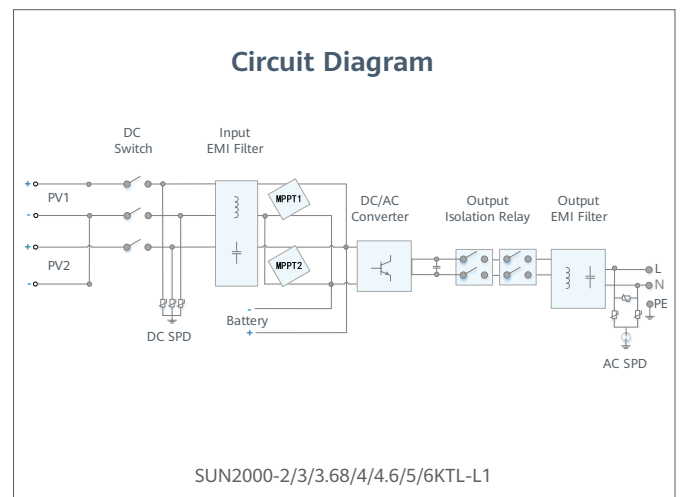 Circuit Diagram
DC
Switch
Input
EMI Filter
+
PV1
-
+
PV2
-
MPPT1
MPPT2
DC/AC
Converter
Output
Isolation Relay
Output
EMI Filter
L
N
PE
-
Battery
+
DC SPD
AC SPD
SUN2000-2/3/3.68/4/4.6/5/6KTL-L1